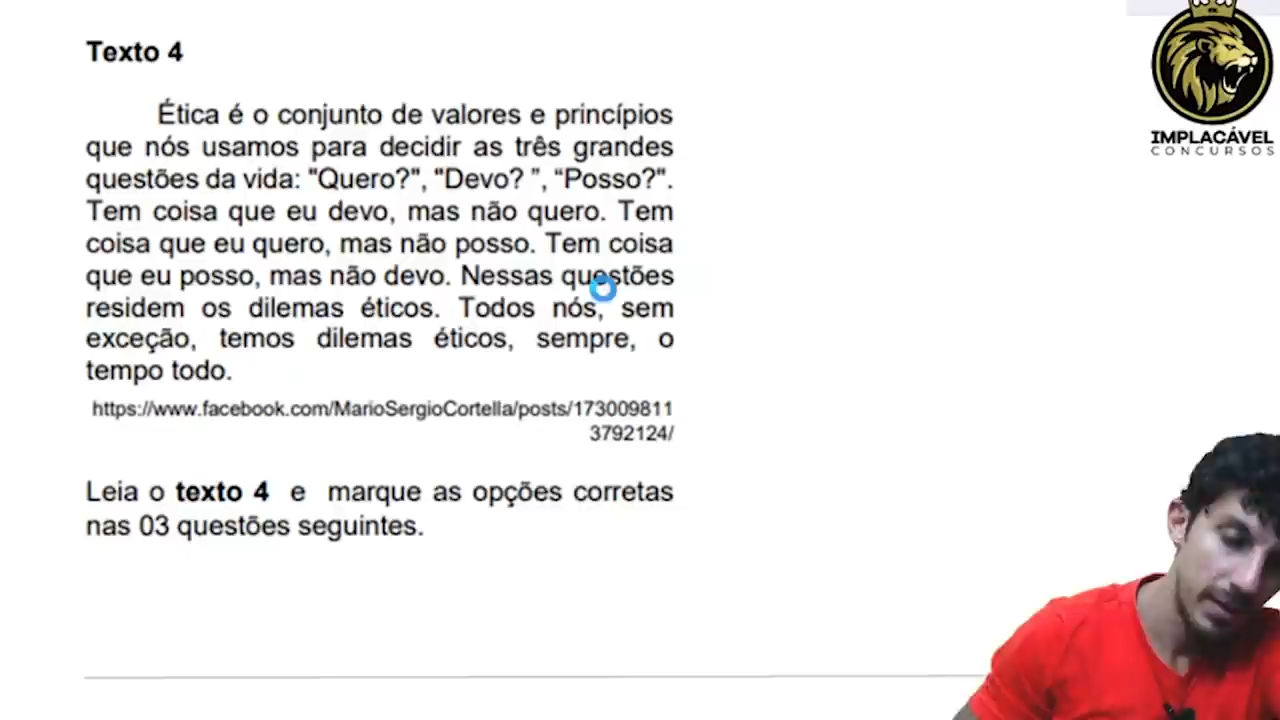 Texto 4
Ética é o conjunto de valores e princípios
que nós usamos para decidir as três grandes
questões da vida: "Quero?", "Devo? ”, “Posso?".
Tem coisa que eu devo, mas não quero. Tem
coisa que eu quero, mas não posso. Tem coisa
que eu posso, mas não devo. Nessas questões
residem os dilemas éticos. Todos nós, sem
exceção, temos dilemas éticos, sempre, o
tempo todo.
https://www.facebook.com/MarioSergioCortella/posts/173009811
3792124/
Leia o texto 4 e marque as opções corretas
nas 03 questões seguintes.
IMPLACÁVEL
CONCURSOS